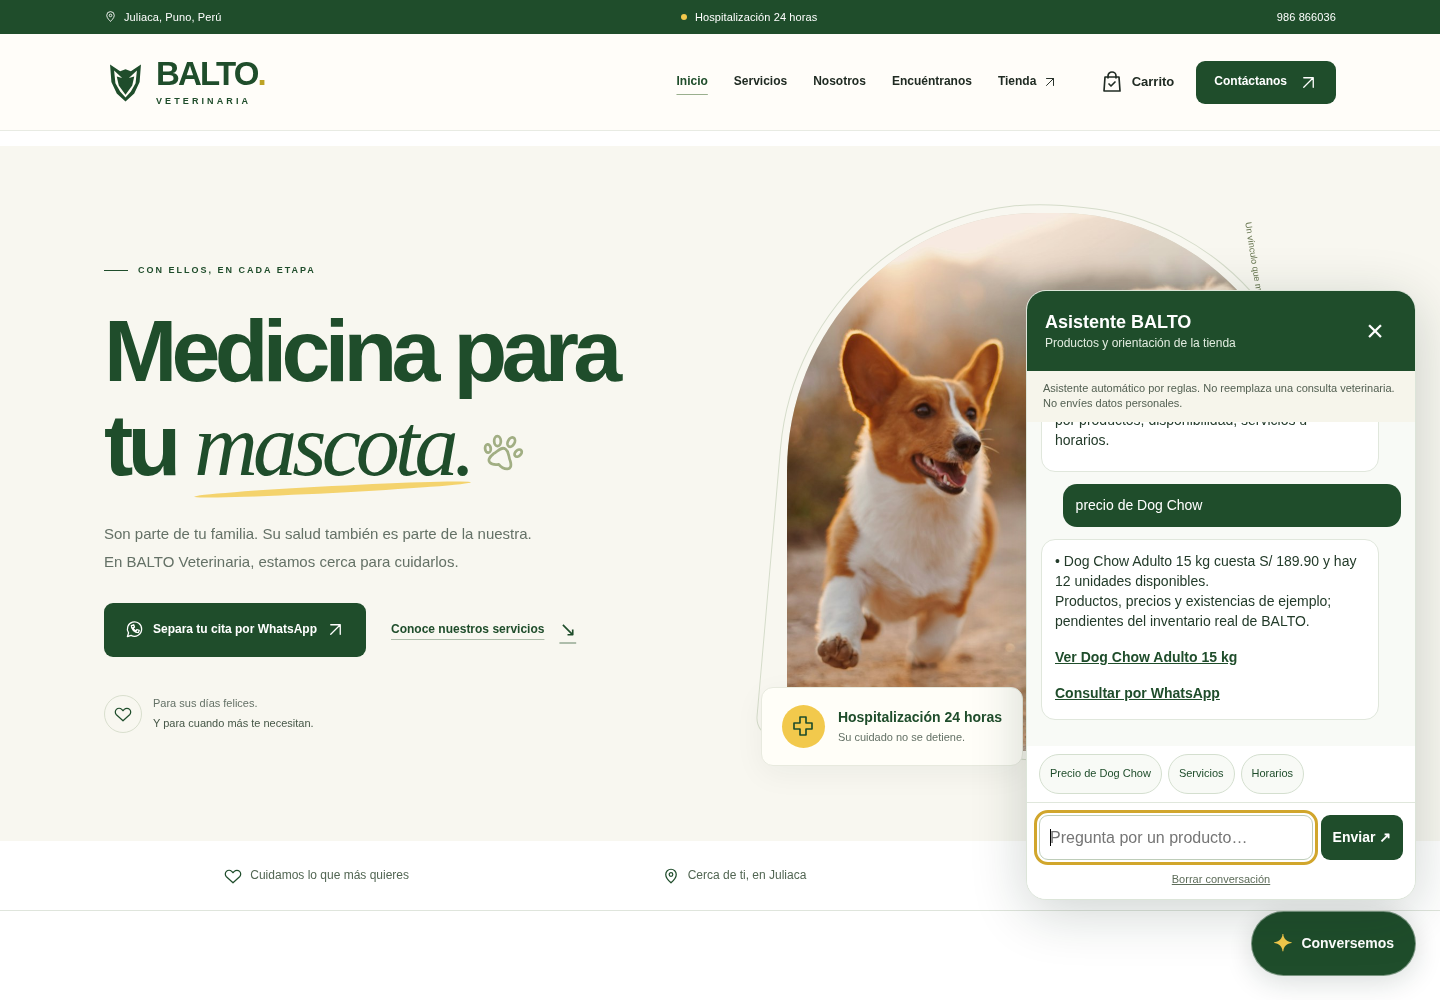 Juliaca, Puno, Perú
Hospitalización 24 horas
986 866036
BALTO.
VETERINARIA
Inicio
Servicios
Nosotros
Encuéntranos
Tienda
Carrito
Contáctanos
CON ELLOS, EN CADA ETAPA
Medicina para
tu mascota.
Son parte de tu familia. Su salud también es parte de la nuestra.
En BALTO Veterinaria, estamos cerca para cuidarlos.
Separa tu cita por WhatsApp
Conoce nuestros servicios
Para sus días felices.
Y para cuando más te necesitan.
Un vínculo que
Hospitalización 24 horas
Su cuidado no se detiene.
Cuidamos lo que más quieres
Cerca de ti, en Juliaca
Asistente BALTO
Productos y orientación de la tienda
Asistente automático por reglas. No reemplaza una consulta veterinaria.
No envíes datos personales.
por productos, disponibilidad, servicios u
horarios.
precio de Dog Chow
• Dog Chow Adulto 15 kg cuesta S/ 189.90 y hay
12 unidades disponibles.
Productos, precios y existencias de ejemplo;
pendientes del inventario real de BALTO.
Ver Dog Chow Adulto 15 kg
Consultar por WhatsApp
Precio de Dog Chow
Servicios
Horarios
Pregunta por un producto…
Enviar ↗
Borrar conversación
Conversemos